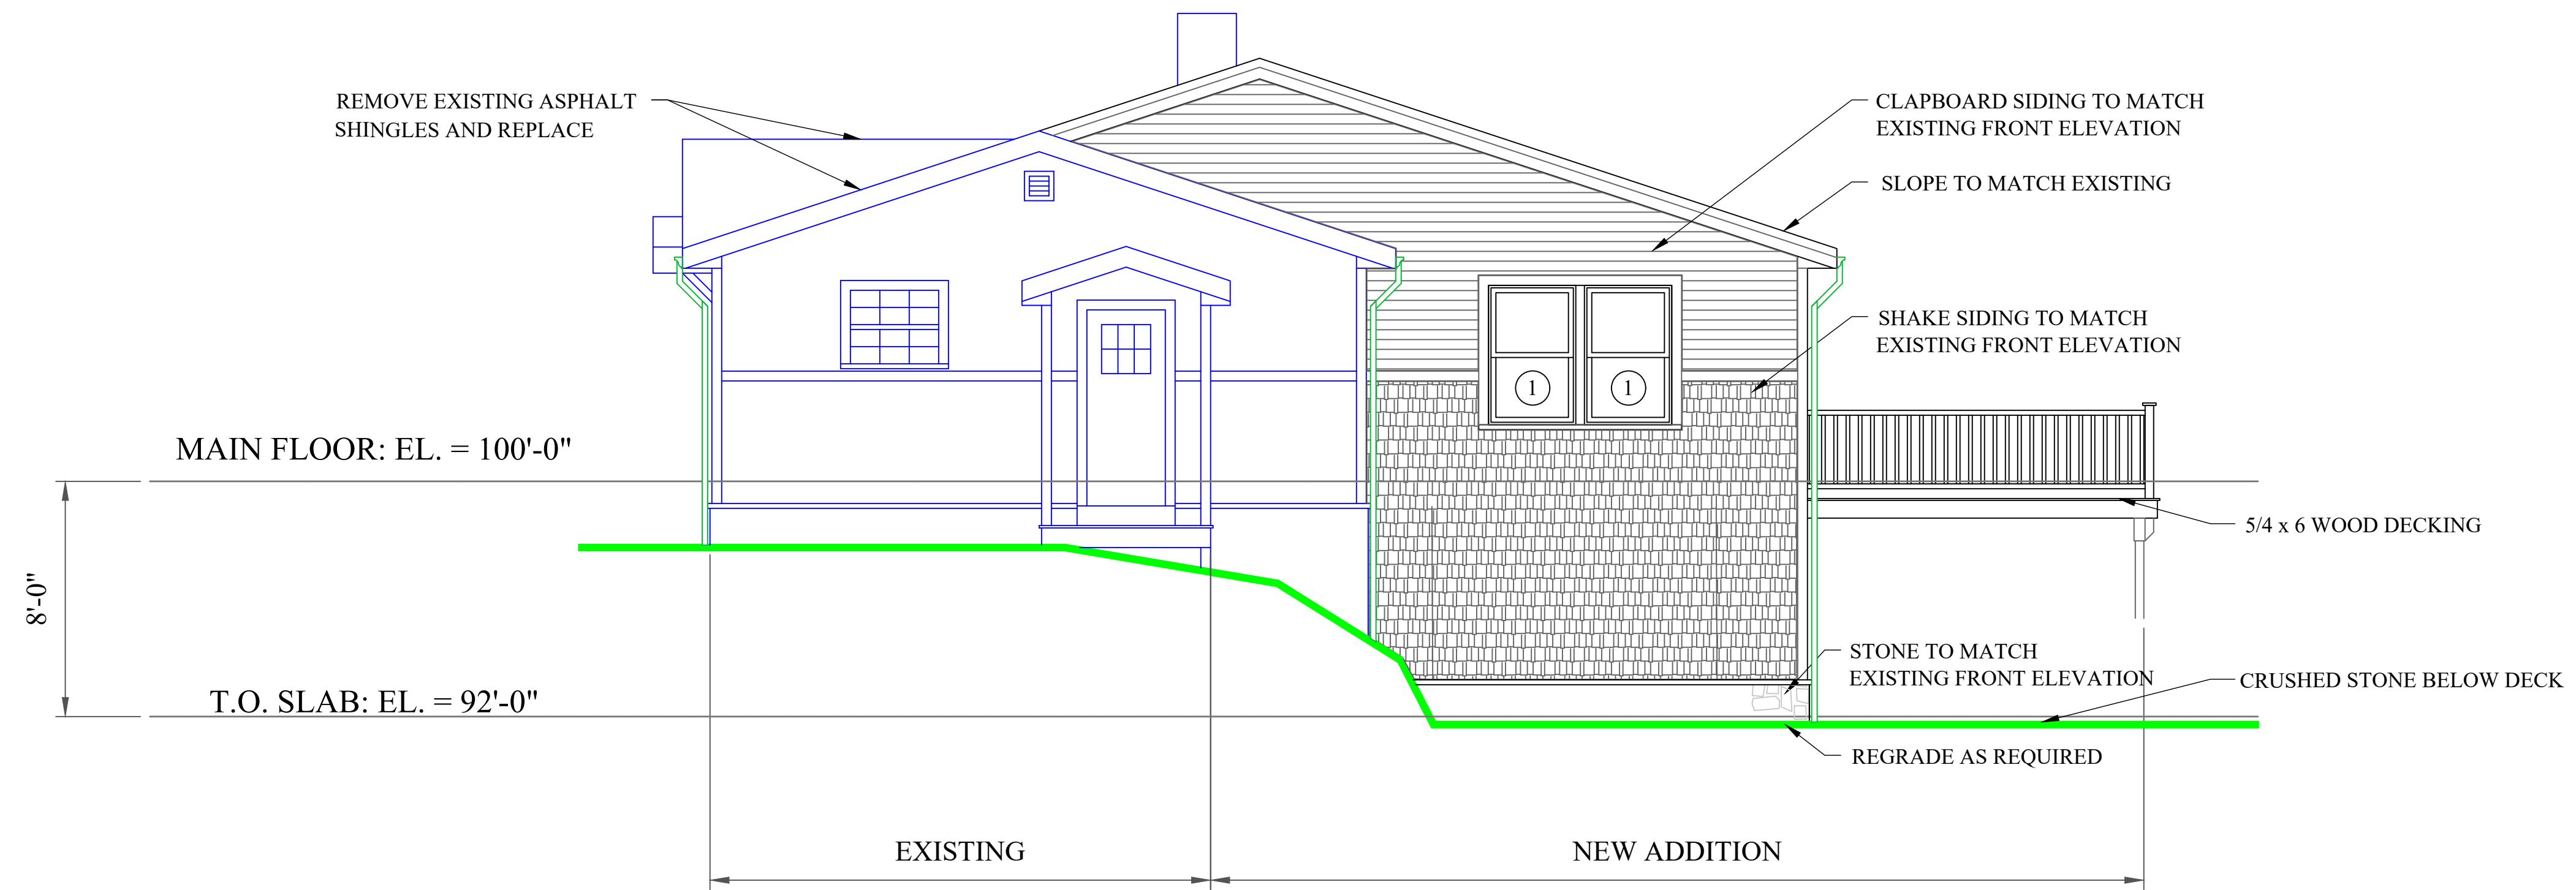 REMOVE EXISTING ASPHALT
SHINGLES AND REPLACE
CLAPBOARD SIDING TO MATCH
EXISTING FRONT ELEVATION
SLOPE TO MATCH EXISTING
SHAKE SIDING TO MATCH
EXISTING FRONT ELEVATION
1 1
MAIN FLOOR: EL. = 100'-0"
5/4 x 6 WOOD DECKING
8'-0"
STONE TO MATCH
EXISTING FRONT ELEVATION
CRUSHED STONE BELOW DECK
T.O. SLAB: EL. = 92'-0"
REGRADE AS REQUIRED
EXISTING
NEW ADDITION